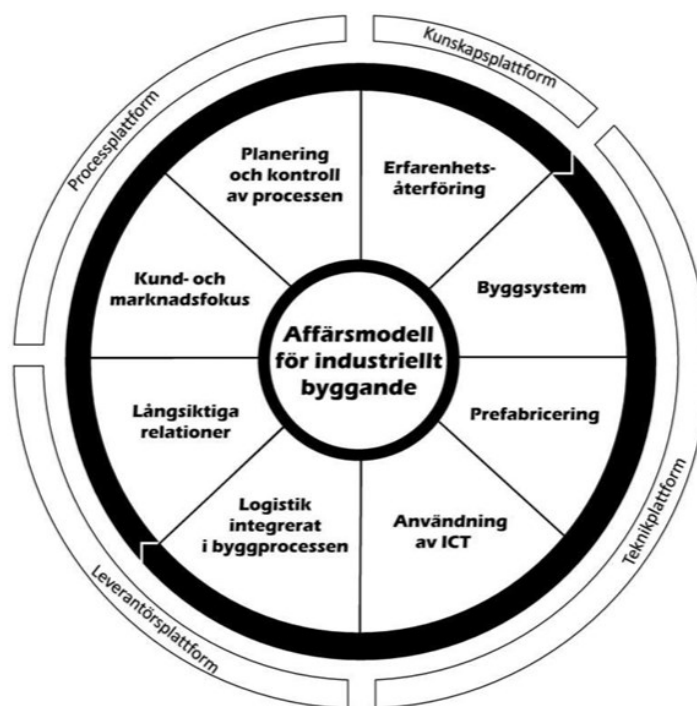 Processplattform
Kunskapsplattform
Teknikplattform
Leverantörsplattform
Planering
och kontroll
av processen
Erfarenhets-
återföring
Byggsystem
Prefabricering
Användning
av ICT
Logistik
integrerat
i byggprocessen
Långsiktiga
relationer
Kund- och
marknadsfokus
Affärsmodell
för industriellt
byggande